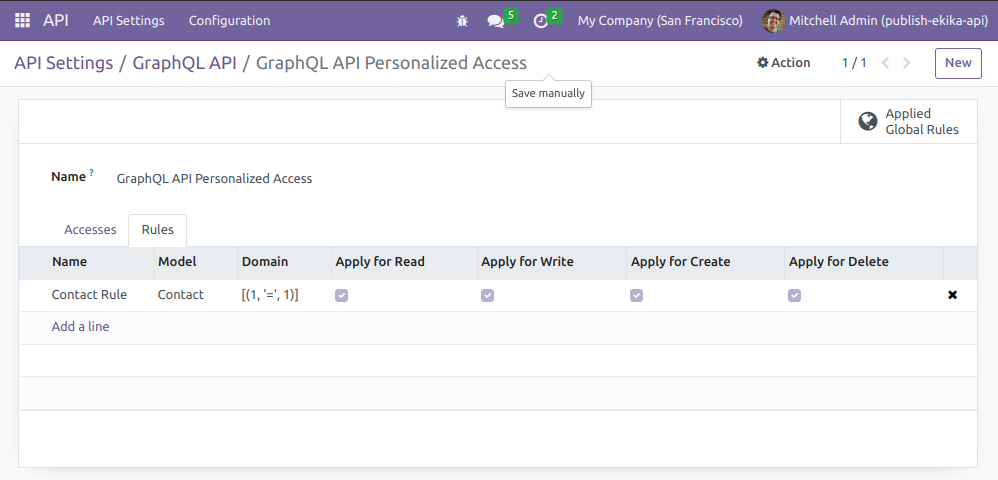 API API Settings Configuration 5 2 My Company (San Francisco) Mitchell Admin (publish-ekika-api)
API Settings / GraphQL API / GraphQL API Personalized Access Action 1 / 1 New
Save manually
Applied
Global Rules
Name ? GraphQL API Personalized Access
Accesses Rules
Name Model Domain Apply for Read Apply for Write Apply for Create Apply for Delete
Contact Rule Contact [(1, '=', 1)]
Add a line